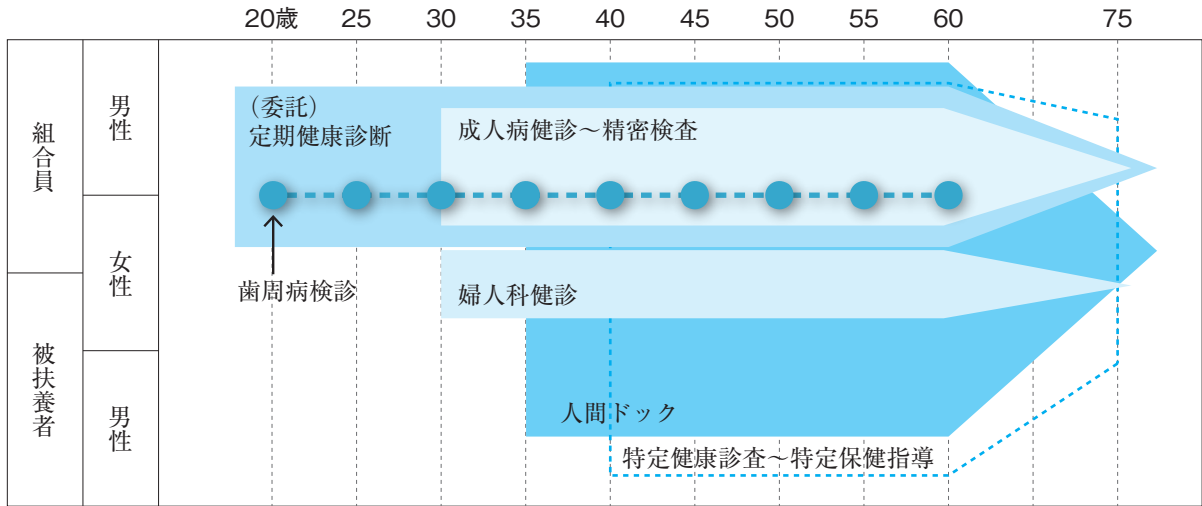 20歳 25 30 35 40 45 50 55 60 75
組合員
被扶養者
男性
女性
男性
（委託）
定期健康診断
成人病健診～精密検査
歯周病検診
婦人科健診
人間ドック
特定健康診査～特定保健指導